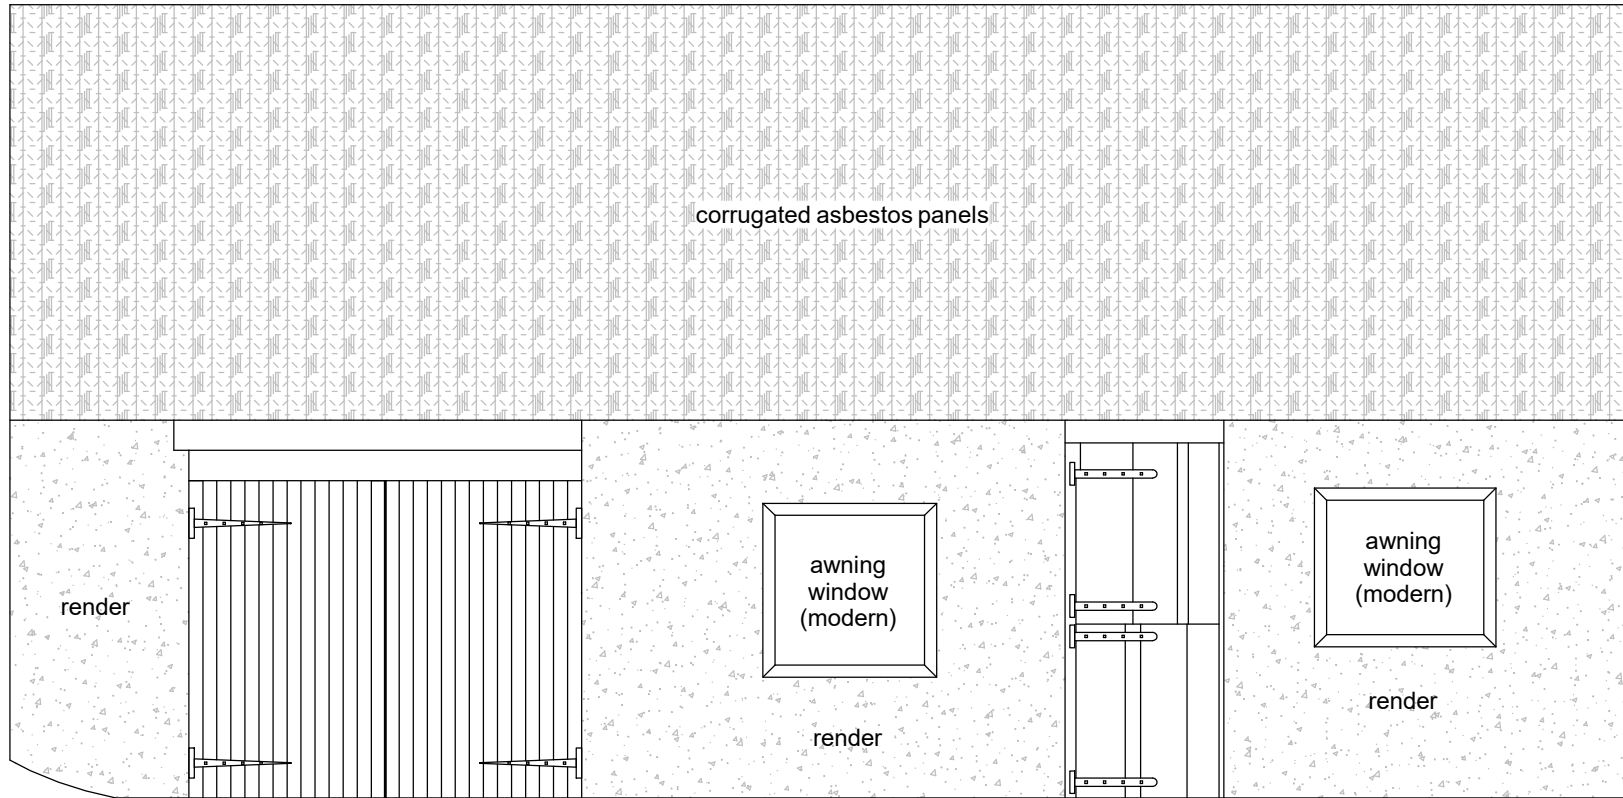 corrugated asbestos panels
render
awning
window
(modern)
render
awning
window
(modern)
render